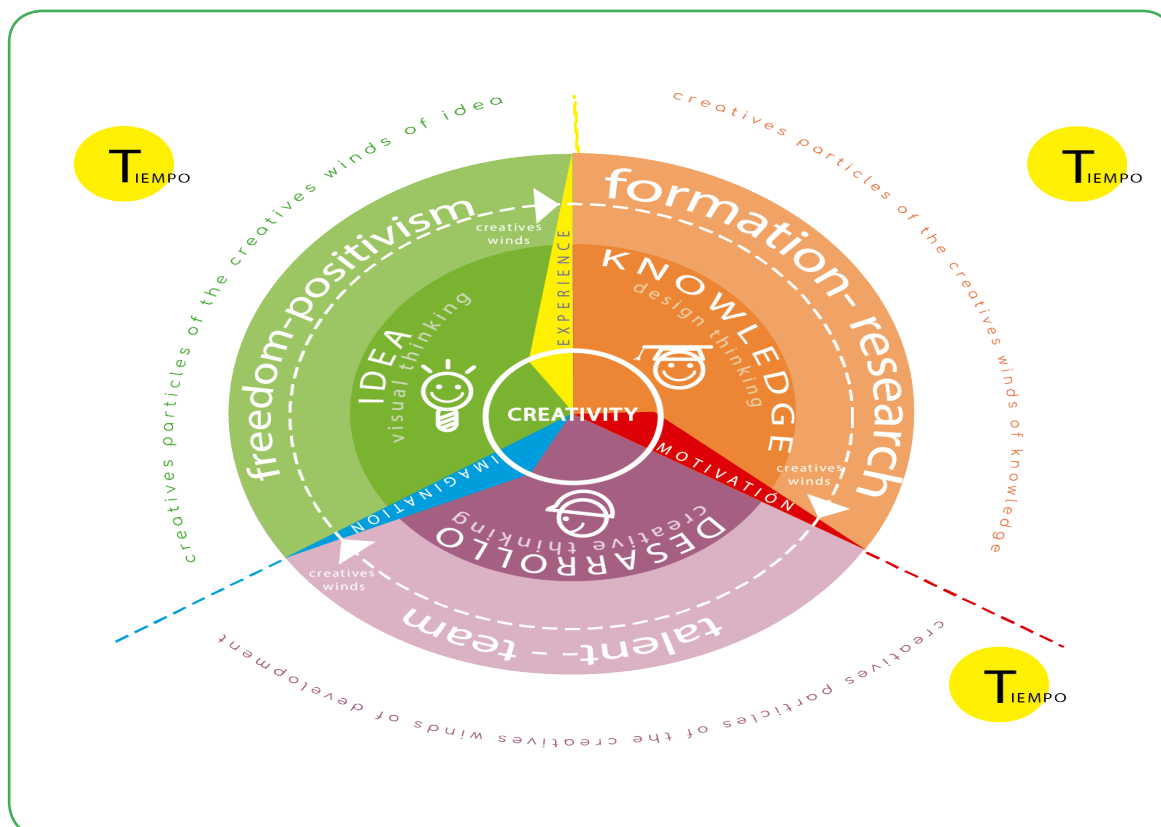 creatives particles of the creatives winds of idea
creatives particles of the creatives winds of knowledge
TIEMPO
TIEMPO
freedom-positivism
formation- research
creatives
winds
EXPERIENCE
KNOWLEDGE
design thinking
IDEA
visual thinking
CREATIVITY
MOTIVATIÓN
creatives
winds
IMAGINATION
DESARROLLO
creative thinking
creatives
winds
talent- - team
creatives particles of the creatives winds of development
TIEMPO